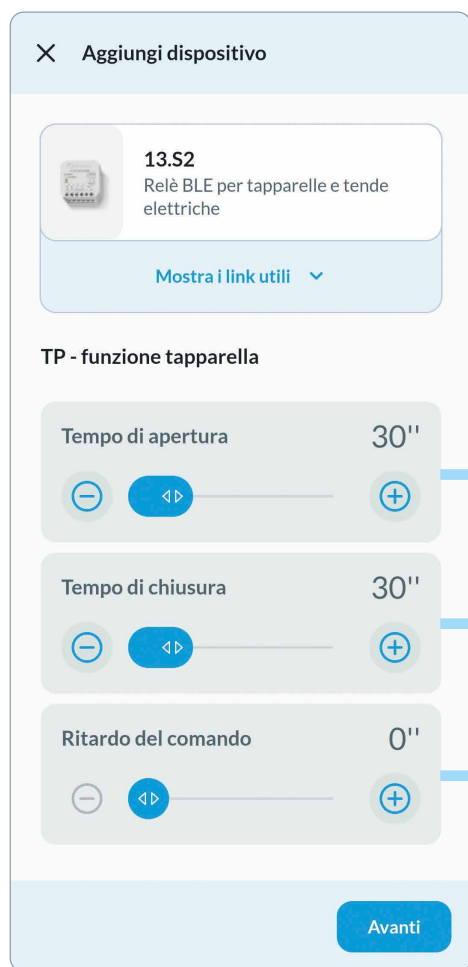 Aggiungi dispositivo
13.S2
Relè BLE per tapparelle e tende
elettriche
Mostra i link utili
TP - funzione tapparella
Tempo di apertura 30''
Tempo di chiusura 30''
Ritardo del comando 0''
Avanti